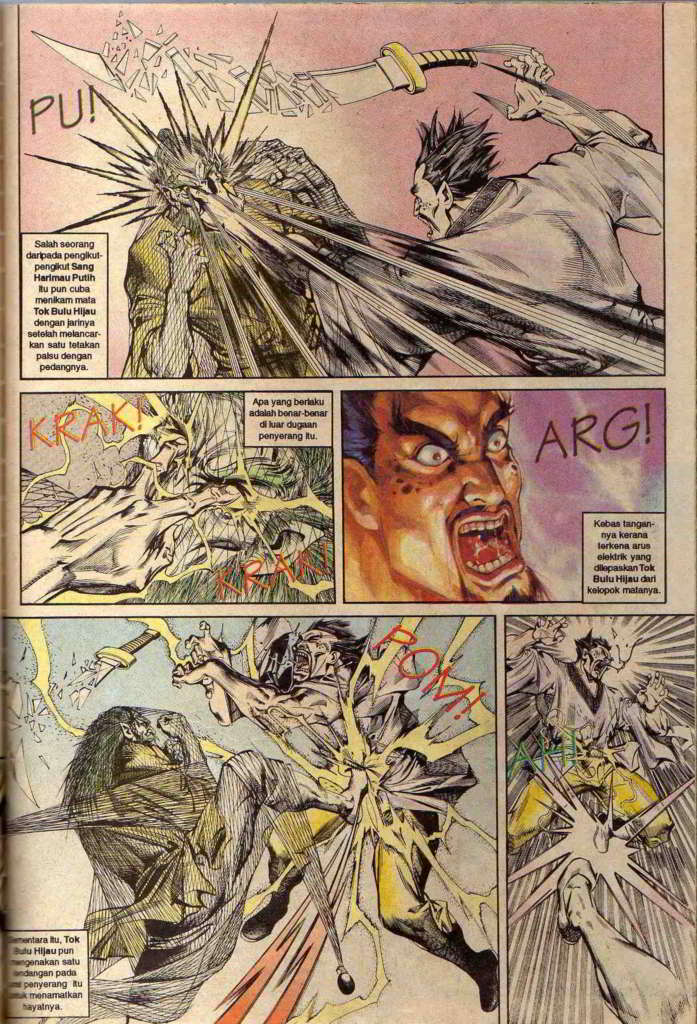 PU!
Salah seorang
daripada pengikut-
pengikut Sang
Harimau Putih
itu pun cuba
menikam mata
Tok Bulu Hijau
dengan jarinya
setelah melancar-
kan satu tetakan
palsu dengan
pedangnya.
KRAK!
Apa yang berlaku
adalah benar-benar
di luar dugaan
penyerang itu.
KRAK!
ARG!
Kebas tangan-
nya kerana
terkena arus
elektrik yang
dilepaskan Tok
Bulu Hijau dari
kelopak matanya.
POM!
Sementara itu, Tok
Bulu Hijau pun
mengenakan satu
tendangan pada
penyerang itu
untuk menamatkan
hayatnya.
AH!